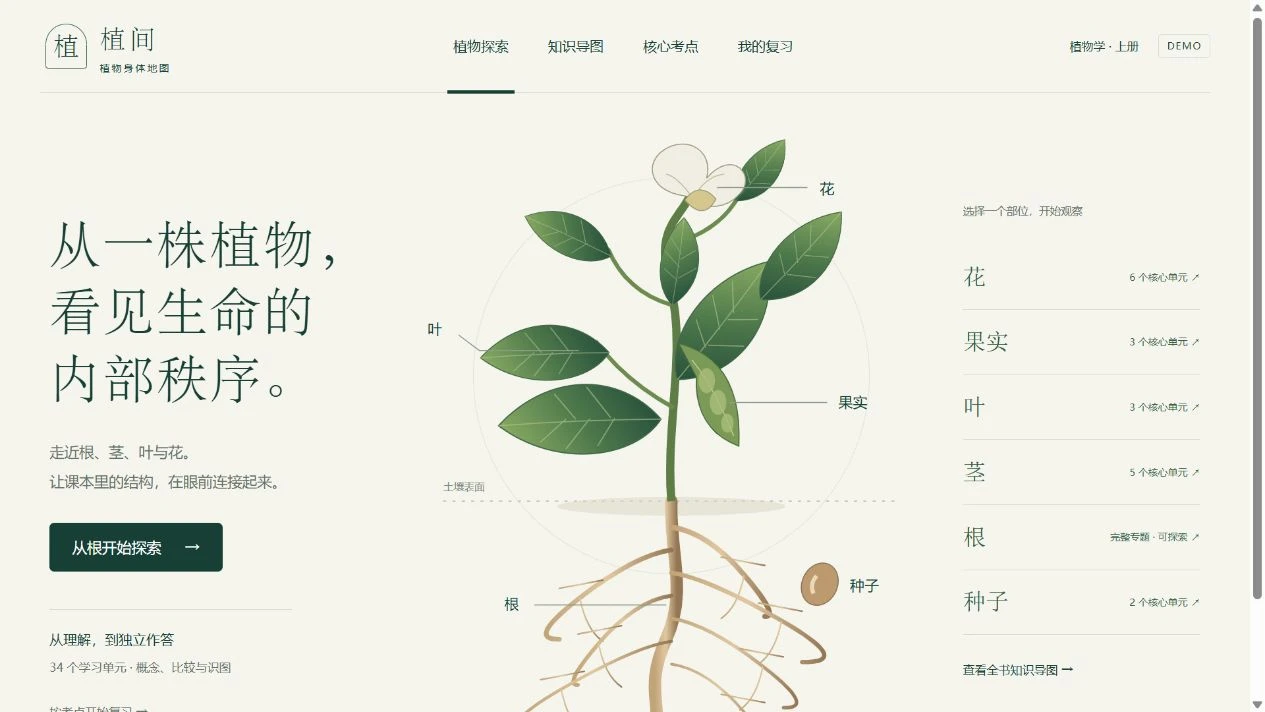 植
植间
植物身体地图
植物探索
知识导图
核心考点
我的复习
植物学 · 上册
DEMO
从一株植物，
看见生命的
内部秩序。
走近根、茎、叶与花。
让课本里的结构，在眼前连接起来。
从根开始探索 →
从理解，到独立作答
34 个学习单元 · 概念、比较与识图
花
叶
果实
土壤表面
根
种子
选择一个部位，开始观察
花 6 个核心单元 ↗
果实 3 个核心单元 ↗
叶 3 个核心单元 ↗
茎 5 个核心单元 ↗
根 完整专题 · 可探索 ↗
种子 2 个核心单元 ↗
查看全书知识导图 →